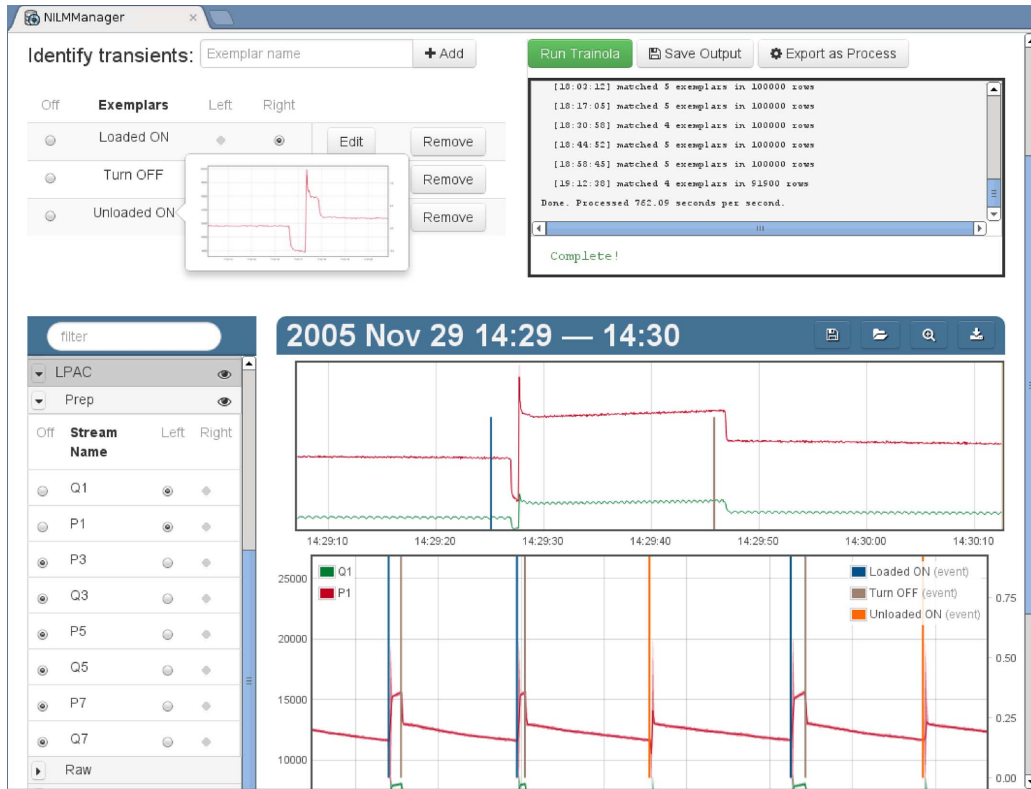 NILMManager ×
Identify transients: Exemplar name + Add
Off Exemplars Left Right
Loaded ON Edit Remove
Turn OFF Remove
Unloaded ON Remove
Run Trainola Save Output Export as Process
[18:03:12] matched 5 exemplars in 100000 rows
[18:17:05] matched 5 exemplars in 100000 rows
[18:30:58] matched 4 exemplars in 100000 rows
[18:44:52] matched 5 exemplars in 100000 rows
[18:58:45] matched 5 exemplars in 100000 rows
[19:12:38] matched 4 exemplars in 91900 rows
Done. Processed 762.09 seconds per second.
Complete!
filter
LPAC
Prep
Off Stream Name Left Right
Q1
P1
P3
Q3
P5
Q5
P7
Q7
Raw
2005 Nov 29 14:29 — 14:30
14:29:10 14:29:20 14:29:30 14:29:40 14:29:50 14:30:00 14:30:10
25000
20000
15000
10000
Q1
P1
Loaded ON (event)
Turn OFF (event)
Unloaded ON (event)
0.75
0.50
0.25
0.00